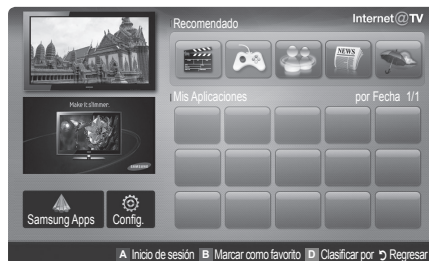 Recomendado
Internet@TV
NEWS
Mis Aplicaciones por Fecha 1/1
Make it slimmer.
SAMSUNG
Samsung Apps
Config.
A Inicio de sesión B Marcar como favorito D Clasificar por Regresar